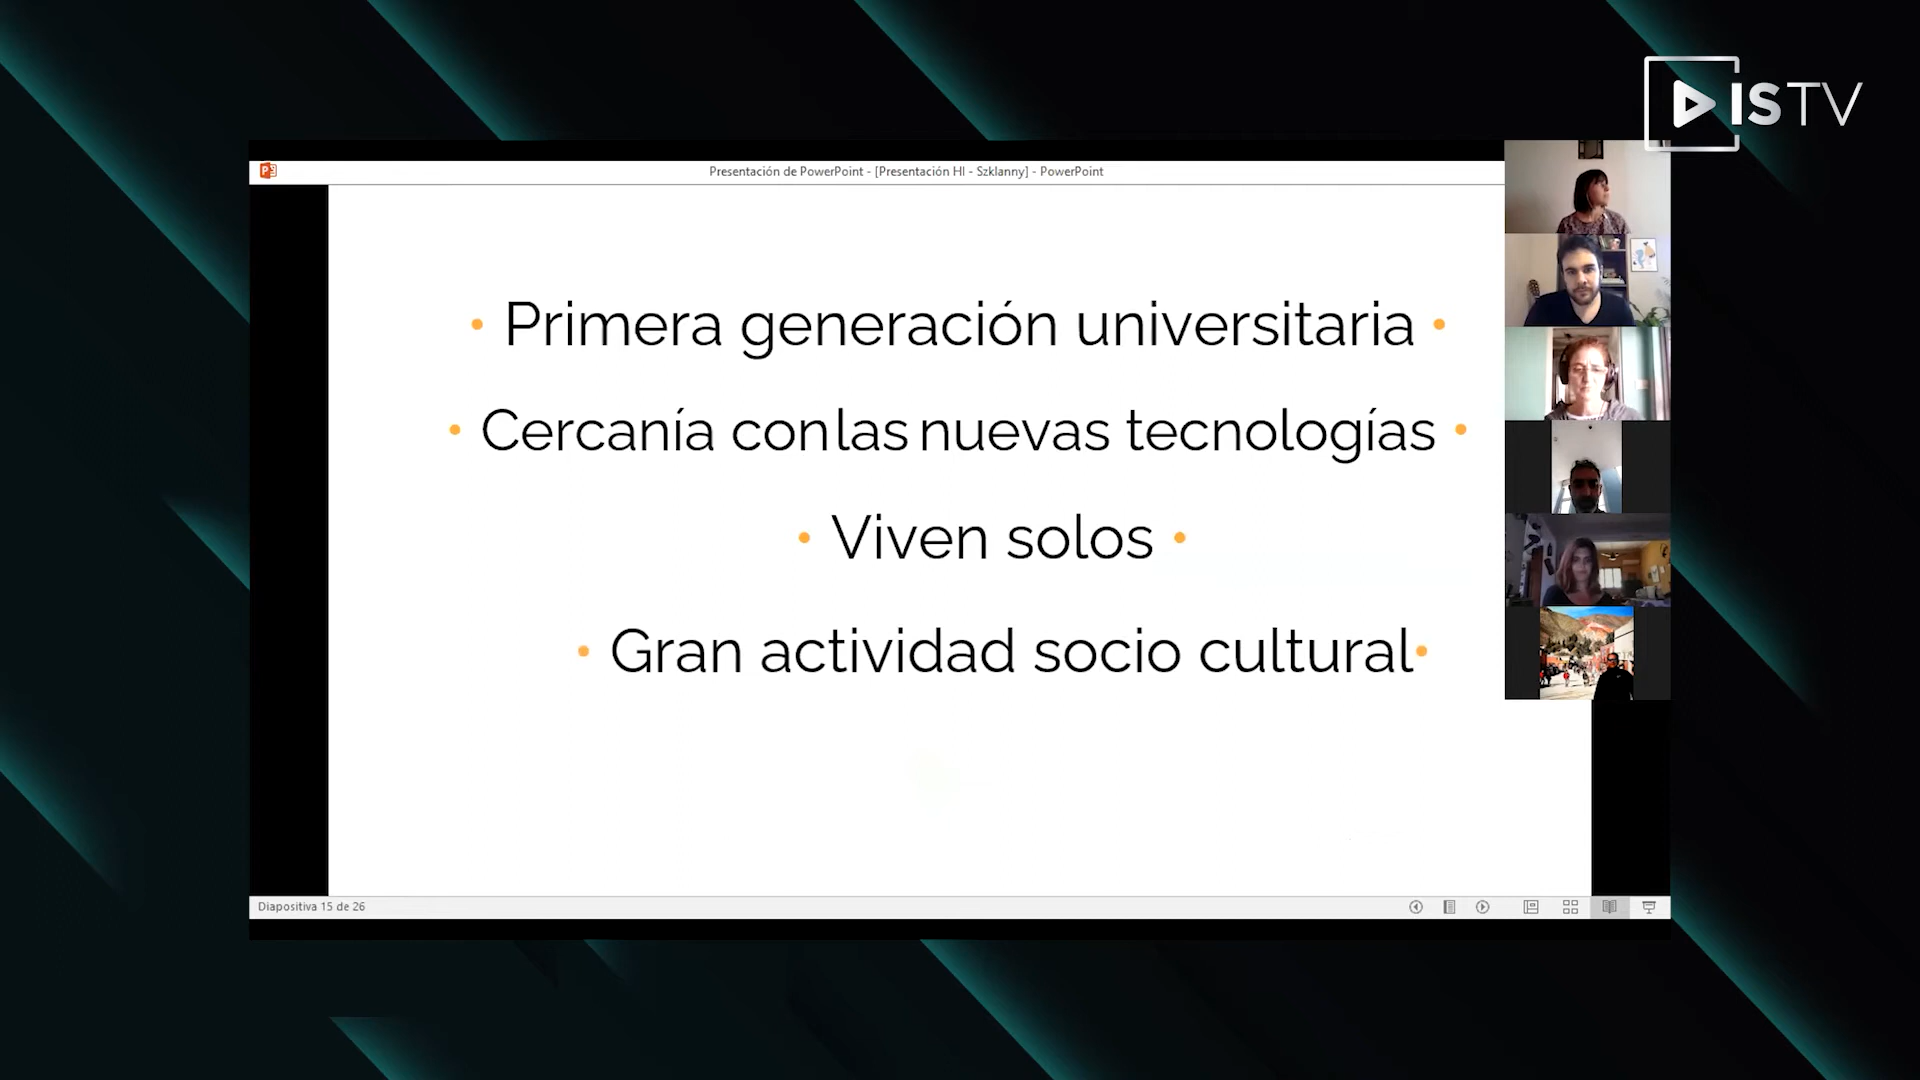 ISTV
Presentación de PowerPoint - [Presentación HI - Szklanny] - PowerPoint
• Primera generación universitaria •
• Cercanía con las nuevas tecnologías •
• Viven solos •
• Gran actividad socio cultural •
Diapositiva 15 de 26